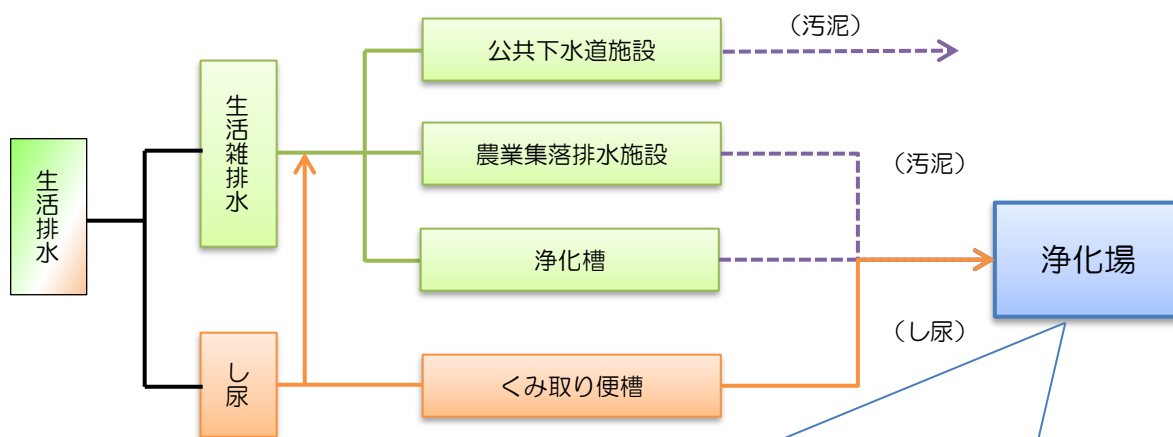 生活排水
生活雑排水
し尿
公共下水道施設
農業集落排水施設
浄化槽
くみ取り便槽
（汚泥）
（汚泥）
（し尿）
浄化場